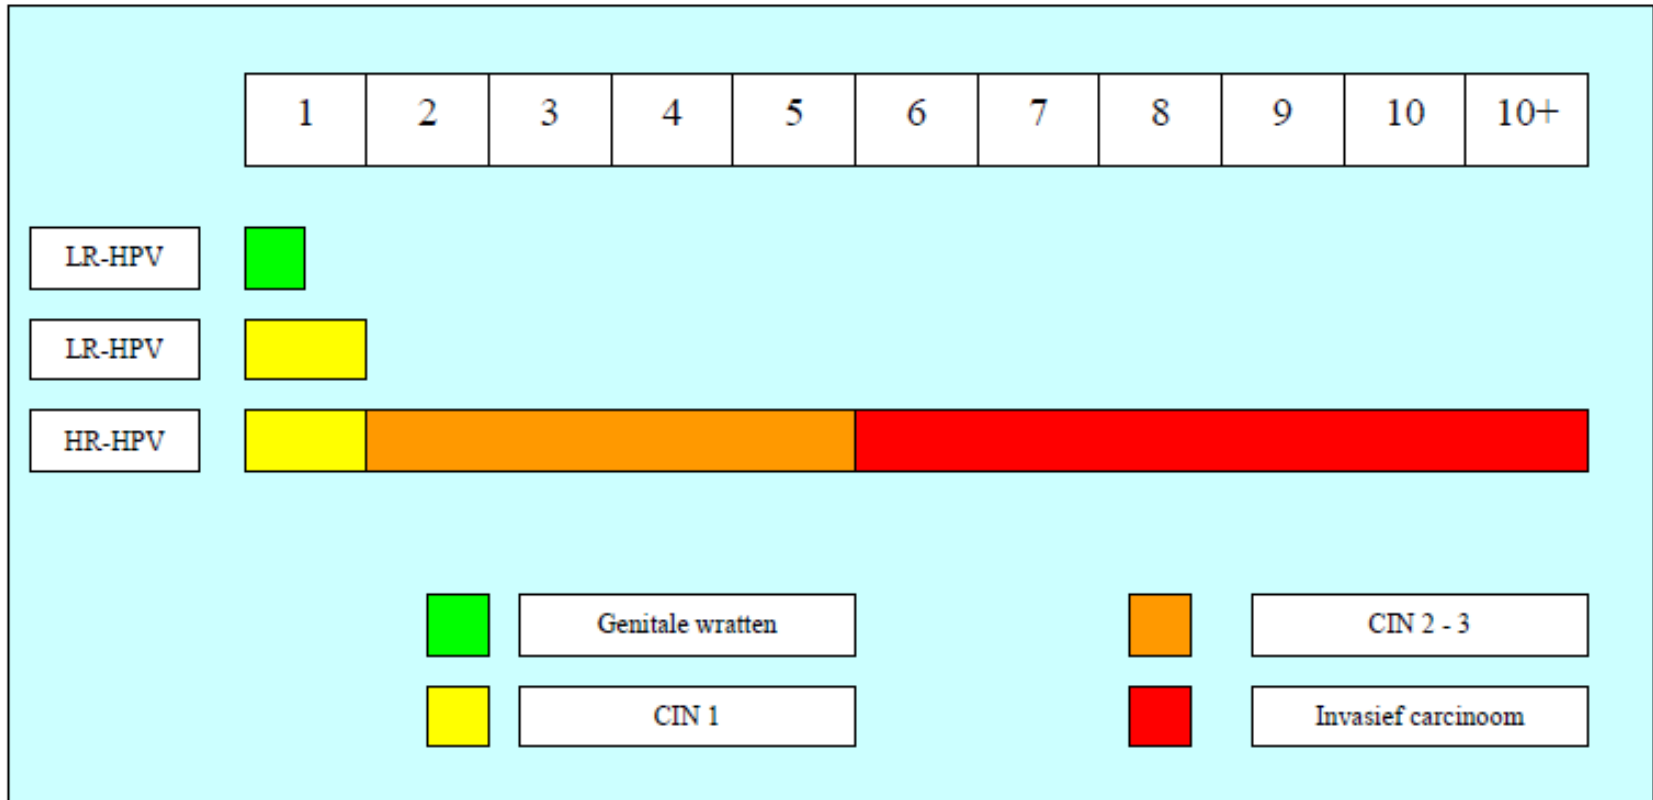 1 2 3 4 5 6 7 8 9 10 10+
LR-HPV
LR-HPV
HR-HPV
Genitale wratten
CIN 2 - 3
CIN 1
Invasief carcinoom